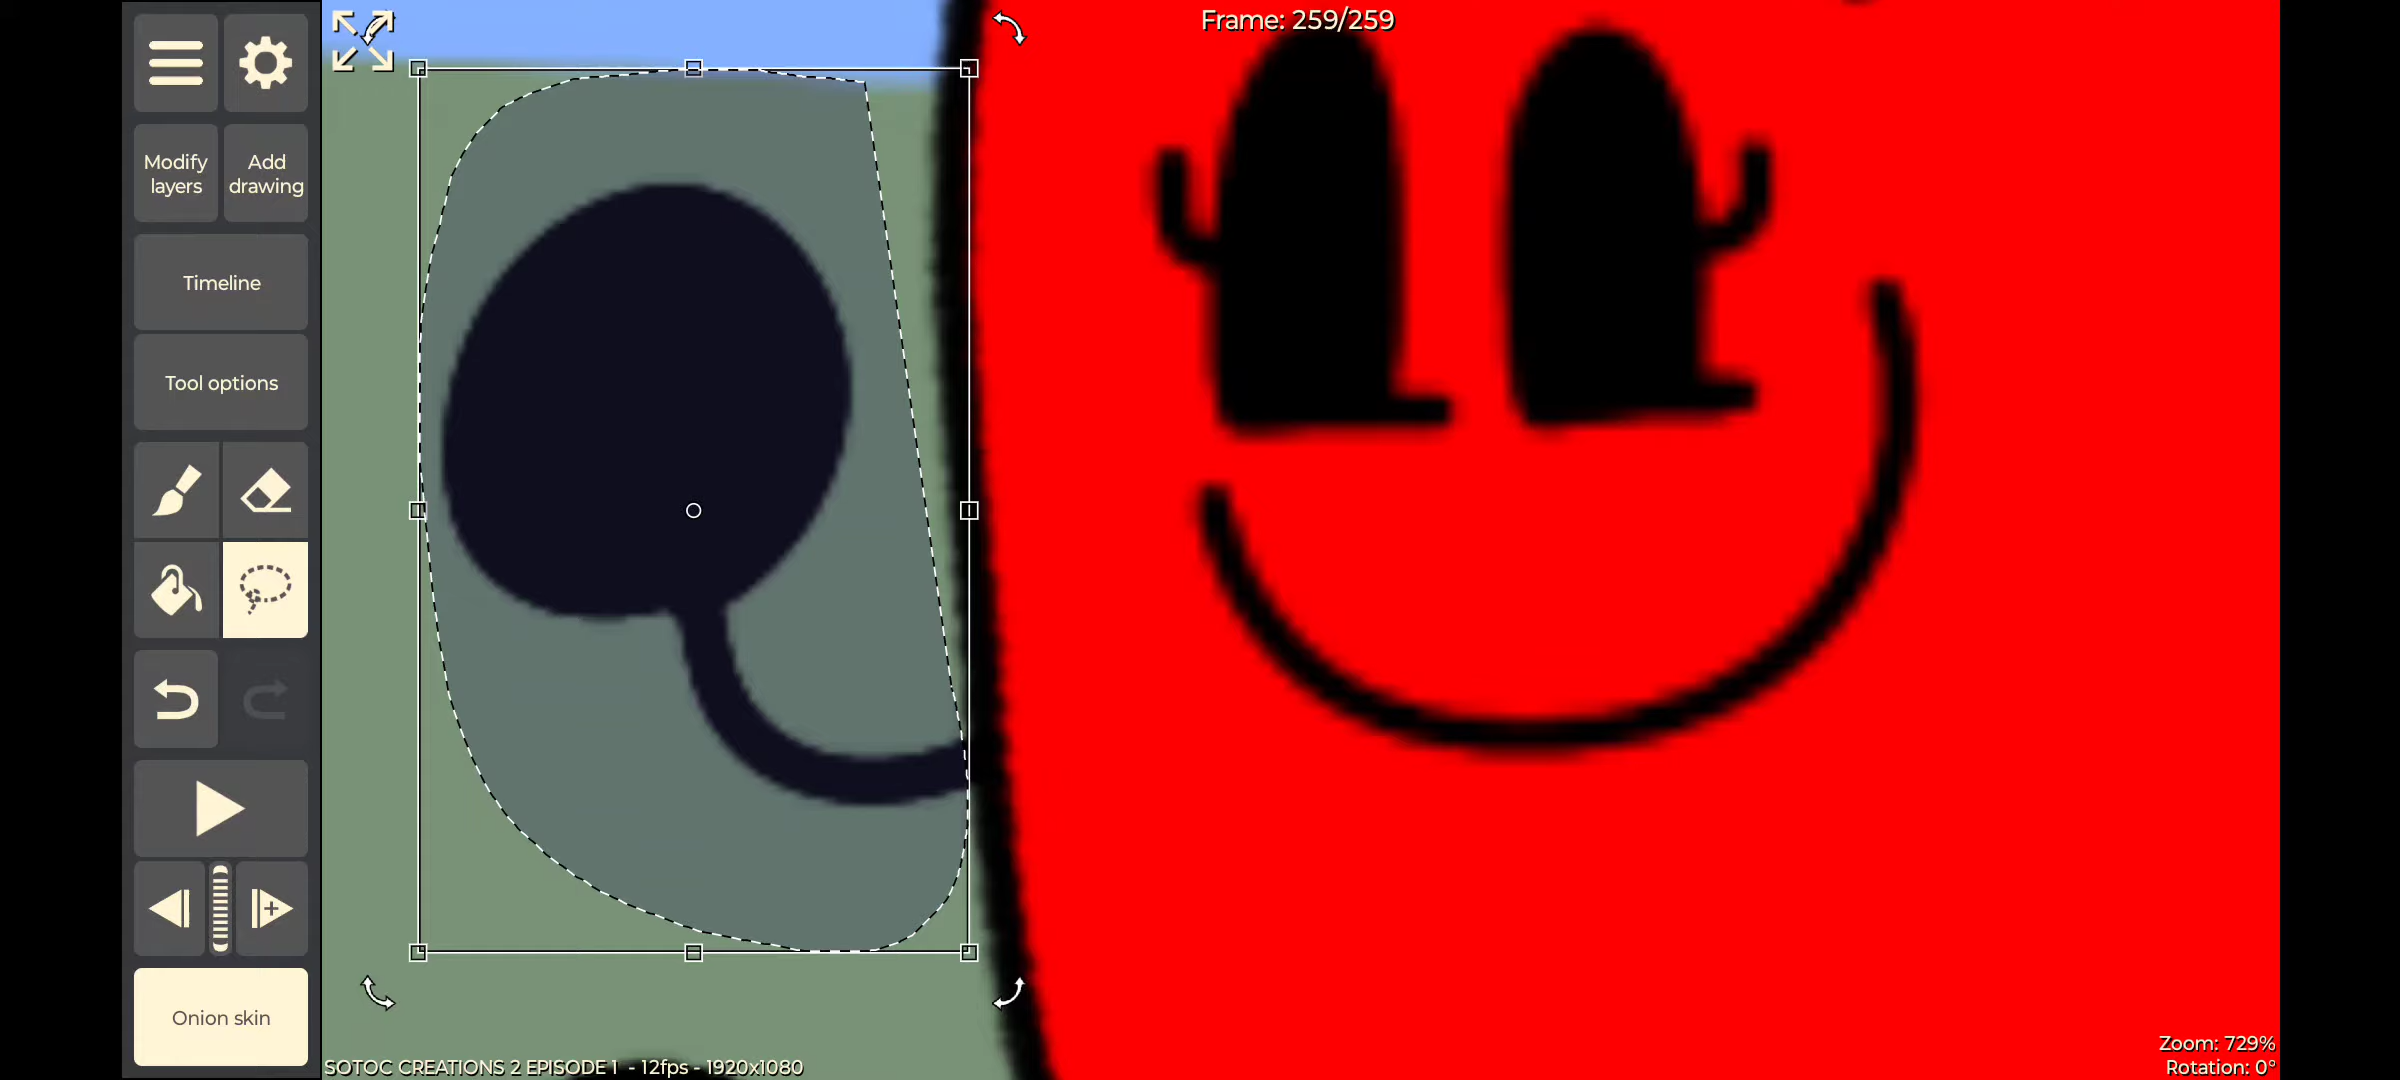 Frame: 259/259
Modify
layers
Add
drawing
Timeline
Tool options
Onion skin
SOTOC CREATIONS 2 EPISODE 1 - 12fps - 1920x1080
Zoom: 729%
Rotation: 0°